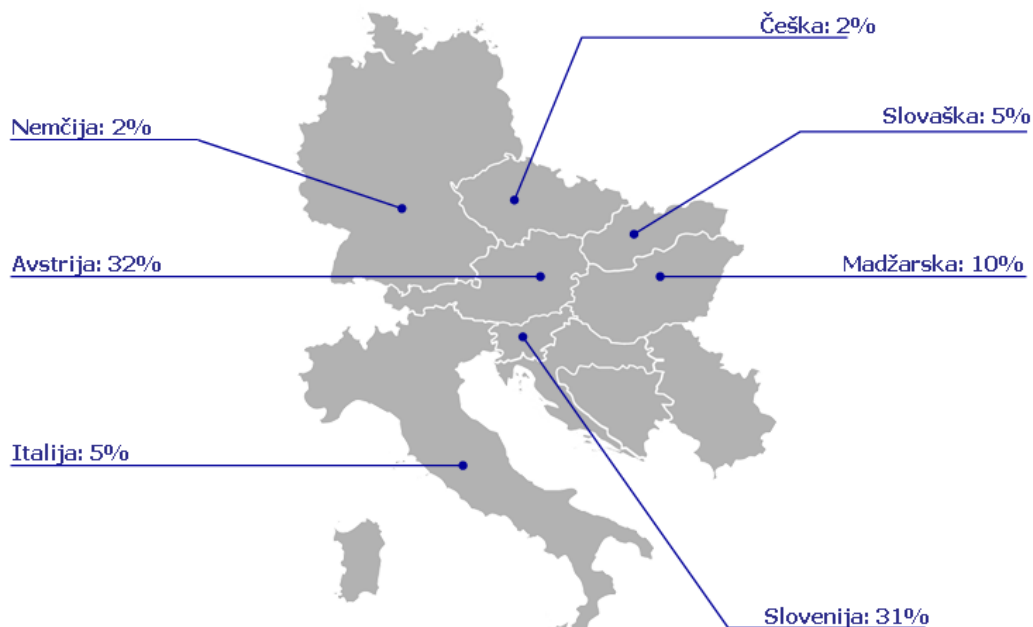 Češka: 2%
Slovaška: 5%
Nemčija: 2%
Avstrija: 32%
Madžarska: 10%
Italija: 5%
Slovenija: 31%